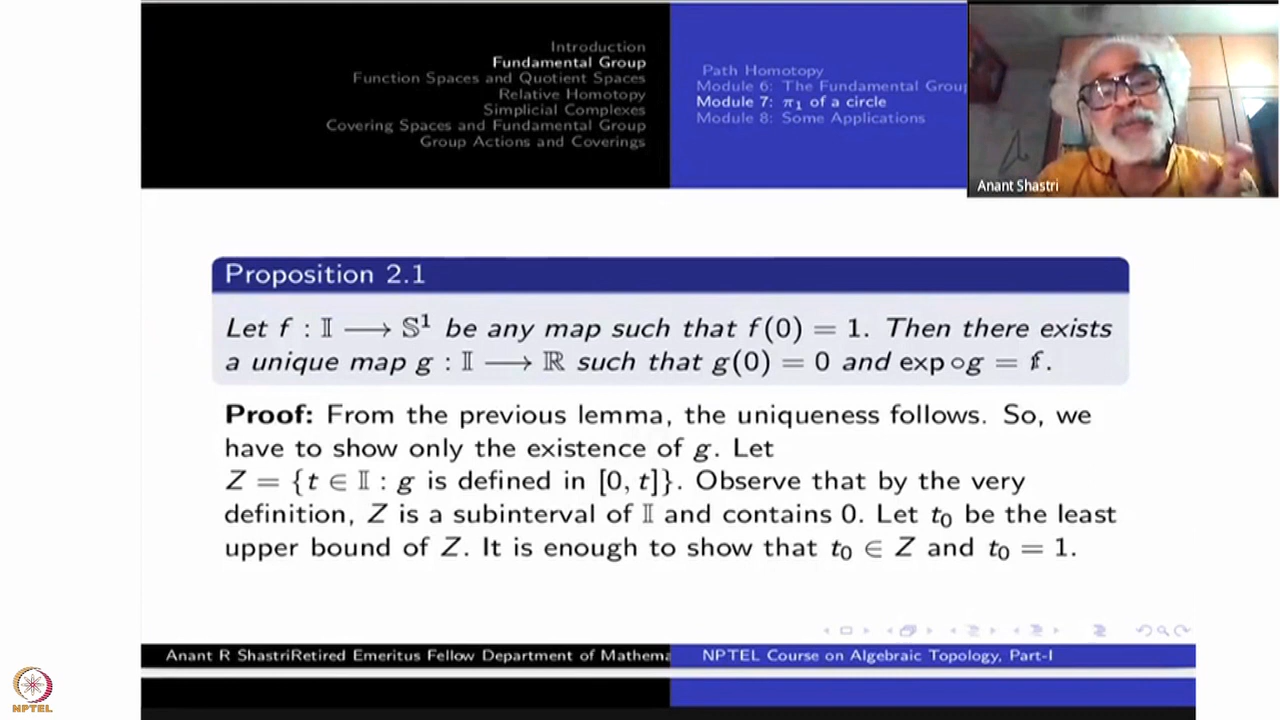 Introduction
Fundamental Group
Function Spaces and Quotient Spaces
Relative Homotopy
Simplicial Complexes
Covering Spaces and Fundamental Group
Group Actions and Coverings
Path Homotopy
Module 6: The Fundamental Grou
Module 7: π₁ of a circle
Module 8: Some Applications
Anant Shastri
Proposition 2.1
Let f : 𝕀 ⟶ 𝕊¹ be any map such that f(0) = 1. Then there exists
a unique map g : 𝕀 ⟶ ℝ such that g(0) = 0 and exp ∘g = f.
Proof: From the previous lemma, the uniqueness follows. So, we
have to show only the existence of g. Let
Z = {t ∈ 𝕀 : g is defined in [0, t]}. Observe that by the very
definition, Z is a subinterval of 𝕀 and contains 0. Let t₀ be the least
upper bound of Z. It is enough to show that t₀ ∈ Z and t₀ = 1.
Anant R ShastriRetired Emeritus Fellow Department of Mathema
NPTEL Course on Algebraic Topology, Part-I
NPTEL